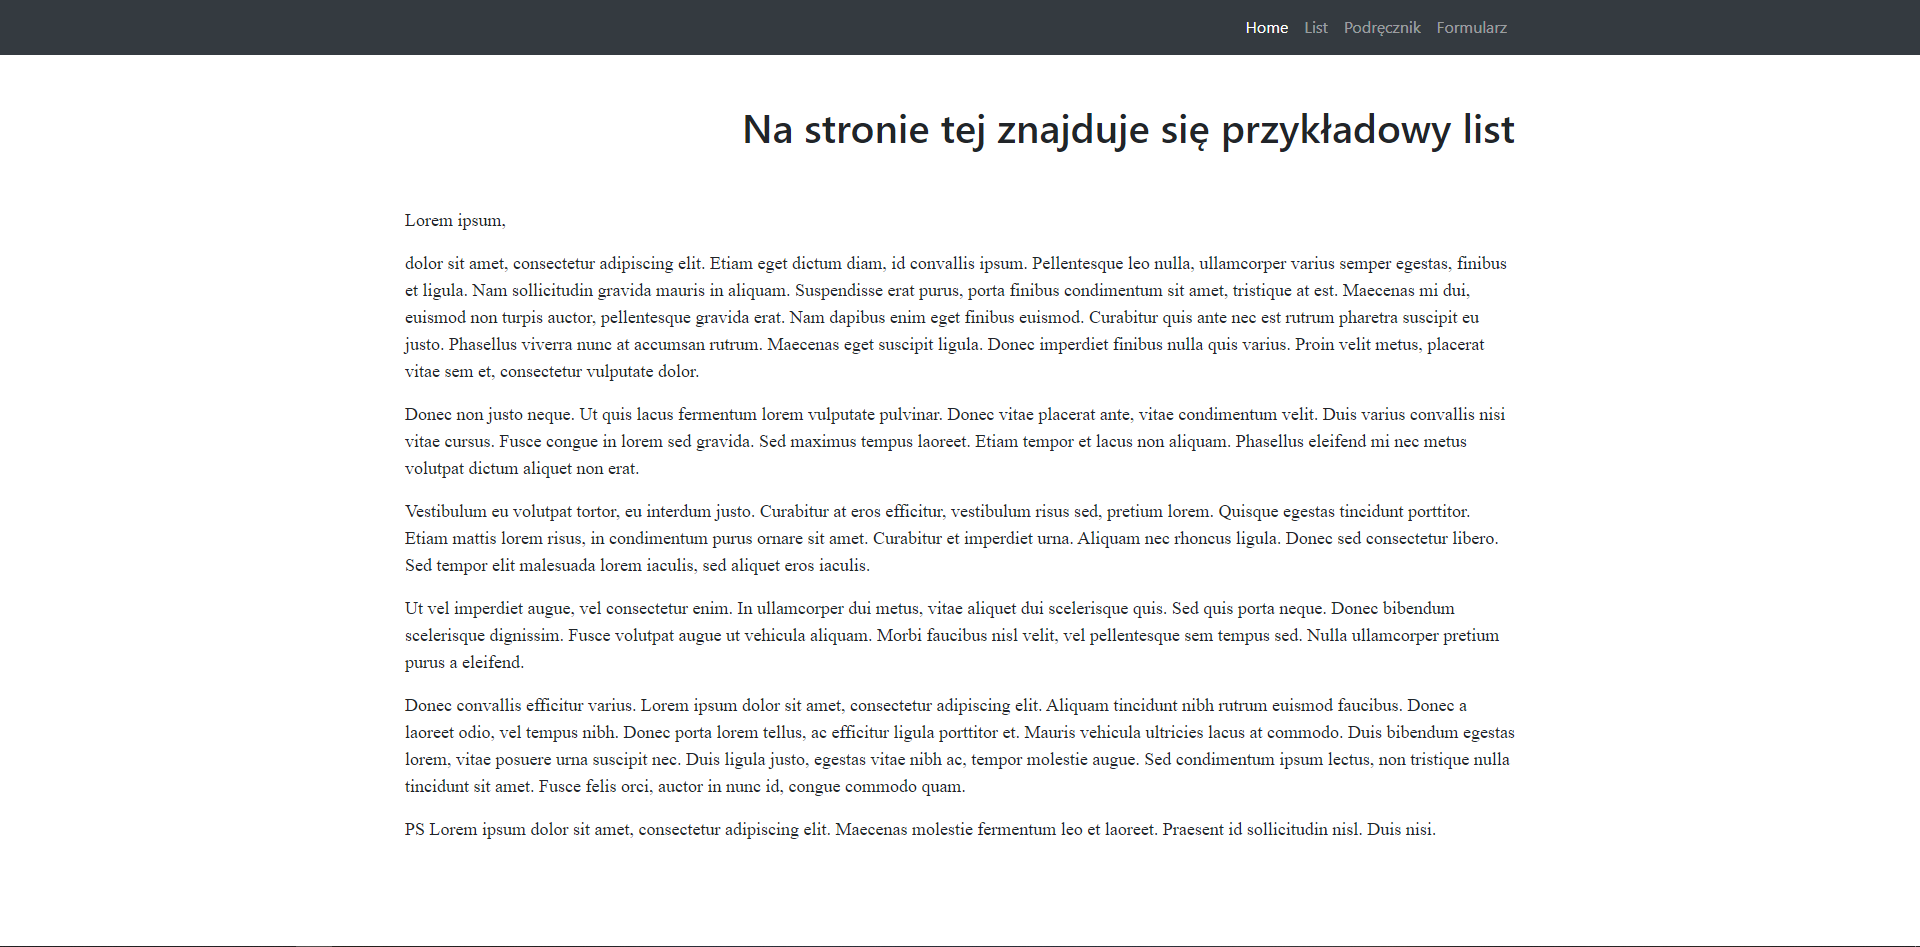 Home List Podręcznik Formularz
Na stronie tej znajduje się przykładowy list
Lorem ipsum,
dolor sit amet, consectetur adipiscing elit. Etiam eget dictum diam, id convallis ipsum. Pellentesque leo nulla, ullamcorper varius semper egestas, finibus
et ligula. Nam sollicitudin gravida mauris in aliquam. Suspendisse erat purus, porta finibus condimentum sit amet, tristique at est. Maecenas mi dui,
euismod non turpis auctor, pellentesque gravida erat. Nam dapibus enim eget finibus euismod. Curabitur quis ante nec est rutrum pharetra suscipit eu
justo. Phasellus viverra nunc at accumsan rutrum. Maecenas eget suscipit ligula. Donec imperdiet finibus nulla quis varius. Proin velit metus, placerat
vitae sem et, consectetur vulputate dolor.
Donec non justo neque. Ut quis lacus fermentum lorem vulputate pulvinar. Donec vitae placerat ante, vitae condimentum velit. Duis varius convallis nisi
vitae cursus. Fusce congue in lorem sed gravida. Sed maximus tempus laoreet. Etiam tempor et lacus non aliquam. Phasellus eleifend mi nec metus
volutpat dictum aliquet non erat.
Vestibulum eu volutpat tortor, eu interdum justo. Curabitur at eros efficitur, vestibulum risus sed, pretium lorem. Quisque egestas tincidunt porttitor.
Etiam mattis lorem risus, in condimentum purus ornare sit amet. Curabitur et imperdiet urna. Aliquam nec rhoncus ligula. Donec sed consectetur libero.
Sed tempor elit malesuada lorem iaculis, sed aliquet eros iaculis.
Ut vel imperdiet augue, vel consectetur enim. In ullamcorper dui metus, vitae aliquet dui scelerisque quis. Sed quis porta neque. Donec bibendum
scelerisque dignissim. Fusce volutpat augue ut vehicula aliquam. Morbi faucibus nisl velit, vel pellentesque sem tempus sed. Nulla ullamcorper pretium
purus a eleifend.
Donec convallis efficitur varius. Lorem ipsum dolor sit amet, consectetur adipiscing elit. Aliquam tincidunt nibh rutrum euismod faucibus. Donec a
laoreet odio, vel tempus nibh. Donec porta lorem tellus, ac efficitur ligula porttitor et. Mauris vehicula ultricies lacus at commodo. Duis bibendum egestas
lorem, vitae posuere urna suscipit nec. Duis ligula justo, egestas vitae nibh ac, tempor molestie augue. Sed condimentum ipsum lectus, non tristique nulla
tincidunt sit amet. Fusce felis orci, auctor in nunc id, congue commodo quam.
PS Lorem ipsum dolor sit amet, consectetur adipiscing elit. Maecenas molestie fermentum leo et laoreet. Praesent id sollicitudin nisl. Duis nisi.